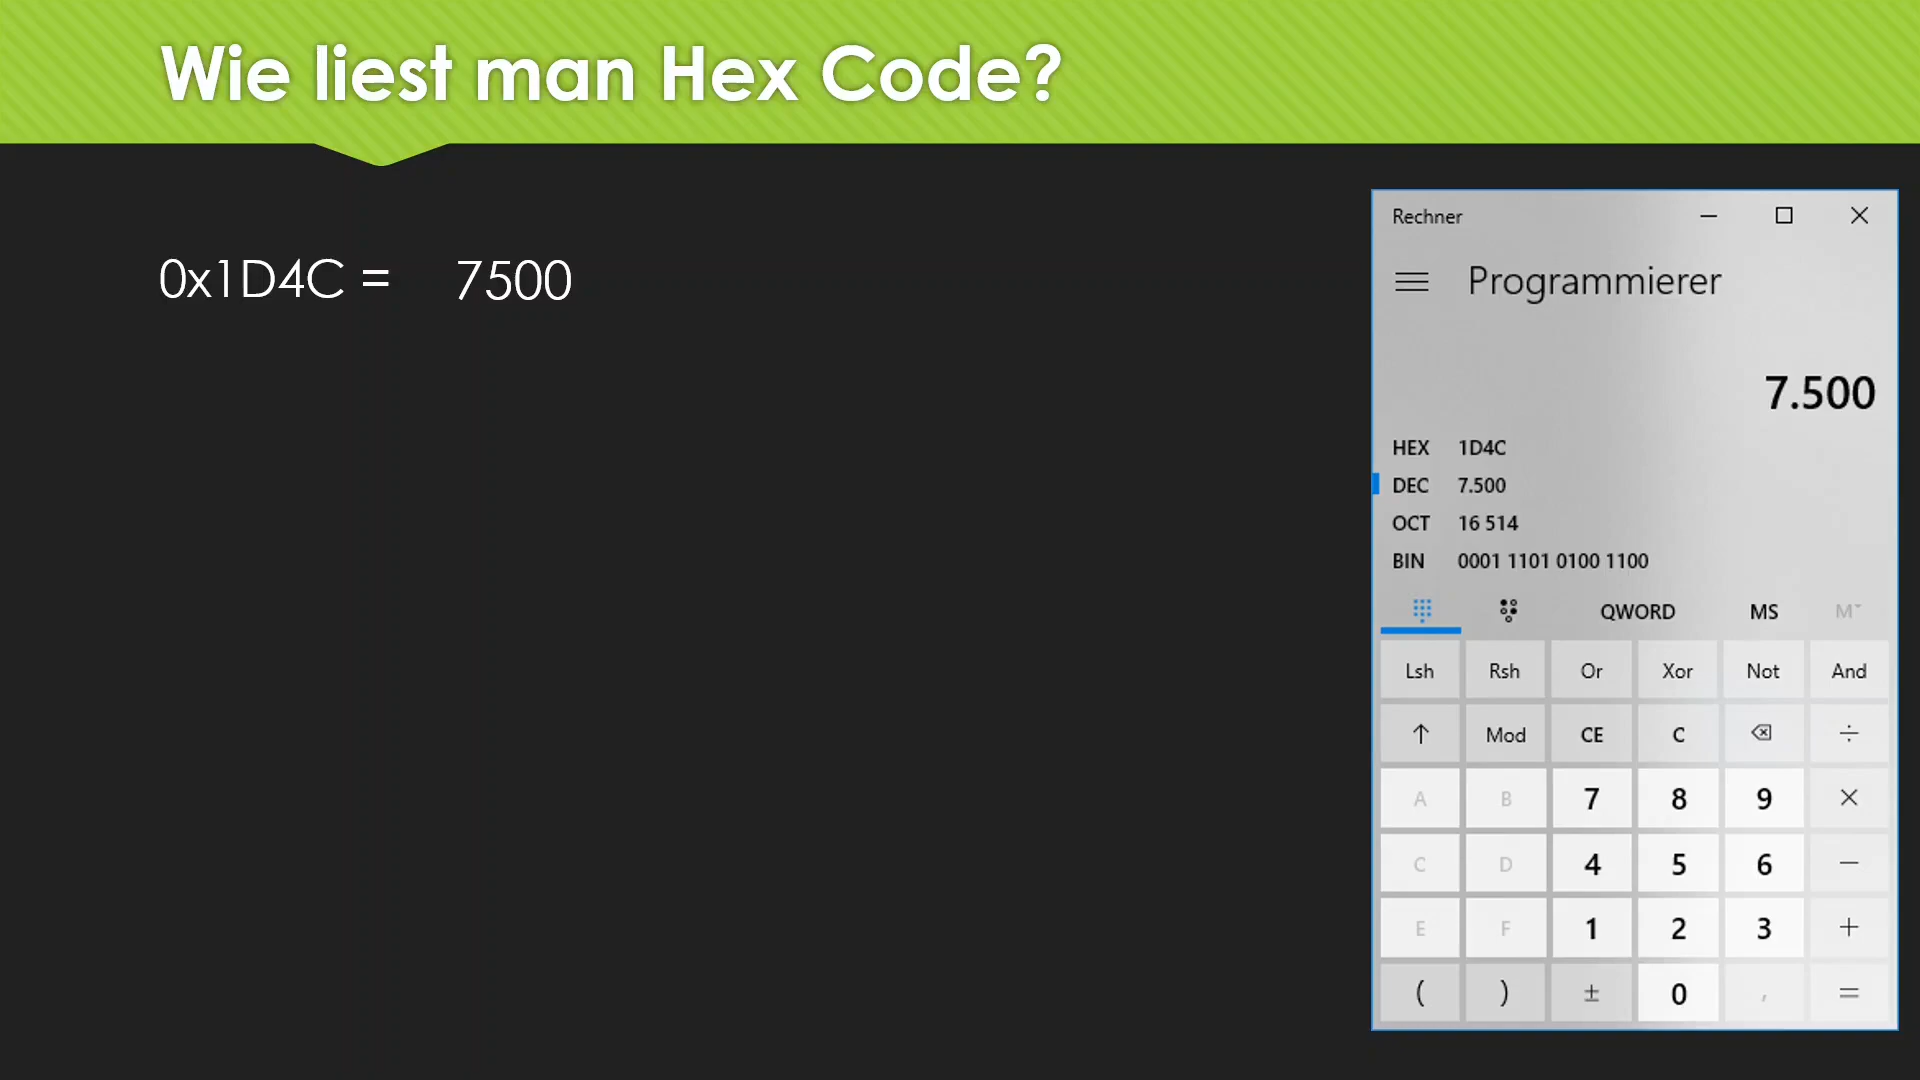 Wie liest man Hex Code?
0x1D4C = 7500
Rechner
Programmierer
7.500
HEX 1D4C
DEC 7.500
OCT 16 514
BIN 0001 1101 0100 1100
QWORD MS M
Lsh Rsh Or Xor Not And
↑ Mod CE C ⌫ ÷
A B 7 8 9 ×
C D 4 5 6 −
E F 1 2 3 +
( ) ± 0 , =